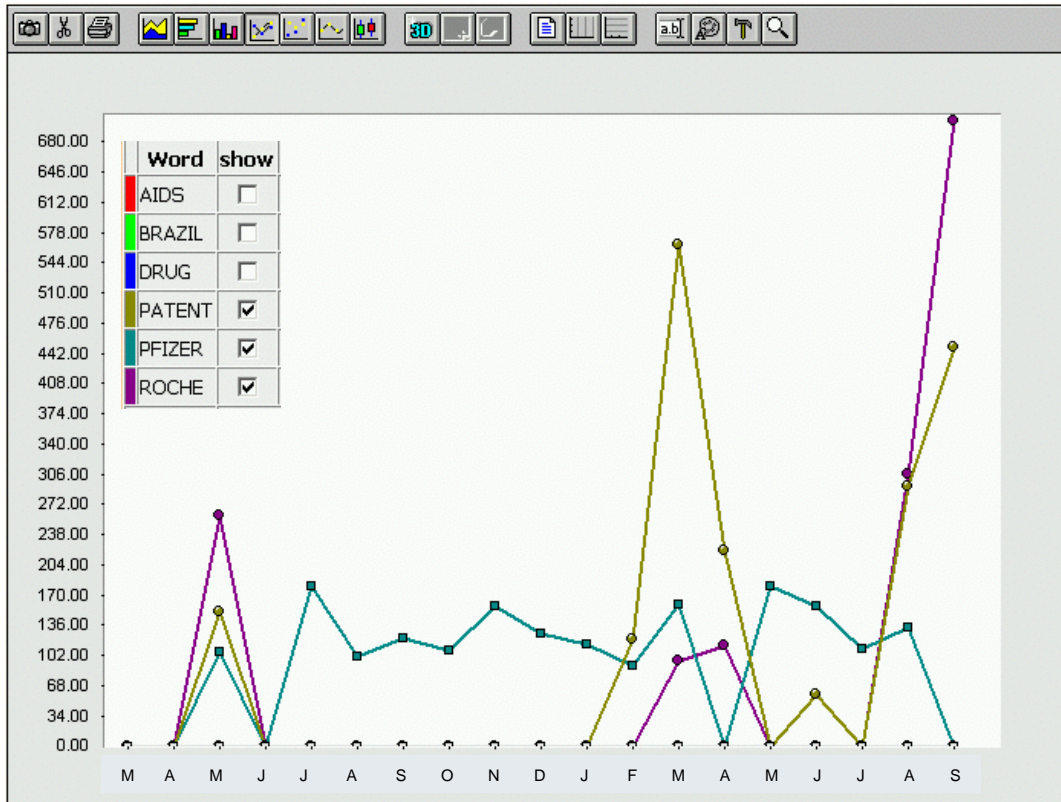 3D
a.b
A
680.00
646.00
612.00
578.00
544.00
510.00
476.00
442.00
408.00
374.00
340.00
306.00
272.00
238.00
204.00
170.00
136.00
102.00
68.00
34.00
0.00
Word show
AIDS
BRAZIL
DRUG
PATENT
PFIZER
ROCHE
M A M J J A S O N D J F M A M J J A S